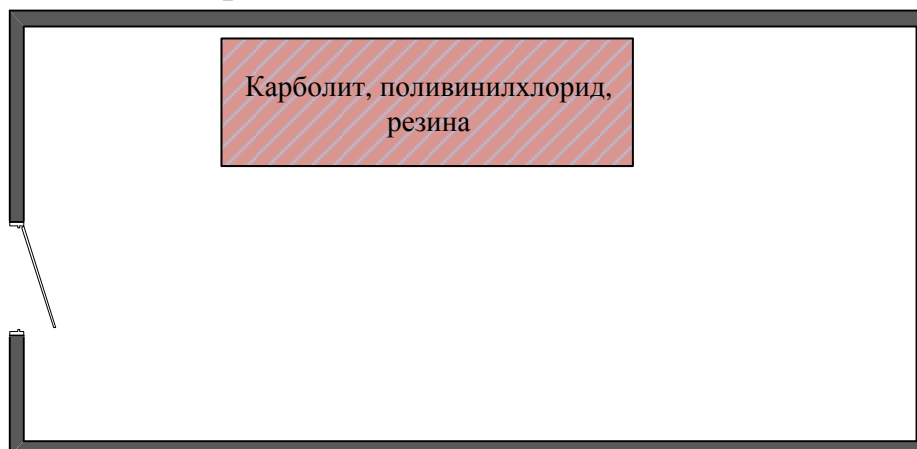 Карболит, поливинилхлорид,
резина